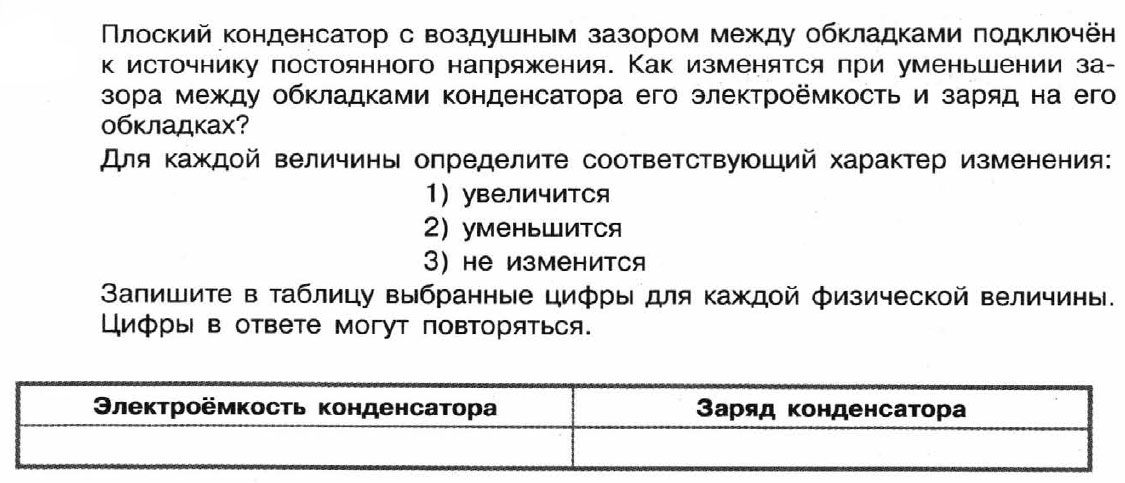 Плоский конденсатор с воздушным зазором между обкладками подключён
к источнику постоянного напряжения. Как изменятся при уменьшении за-
зора между обкладками конденсатора его электроёмкость и заряд на его
обкладках?
Для каждой величины определите соответствующий характер изменения:
1) увеличится
2) уменьшится
3) не изменится
Запишите в таблицу выбранные цифры для каждой физической величины.
Цифры в ответе могут повторяться.
Электроёмкость конденсатора Заряд конденсатора